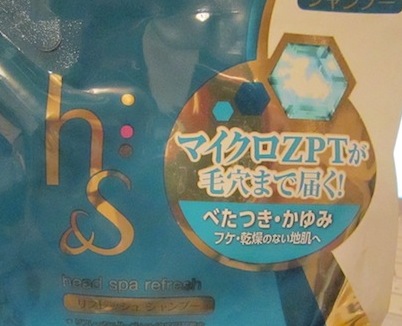 シャンプー
h
&S
マイクロZPTが
毛穴まで届く!
べたつき・かゆみ
フケ・乾燥のない地肌へ
head spa refresh
リフレッシュ シャンプー